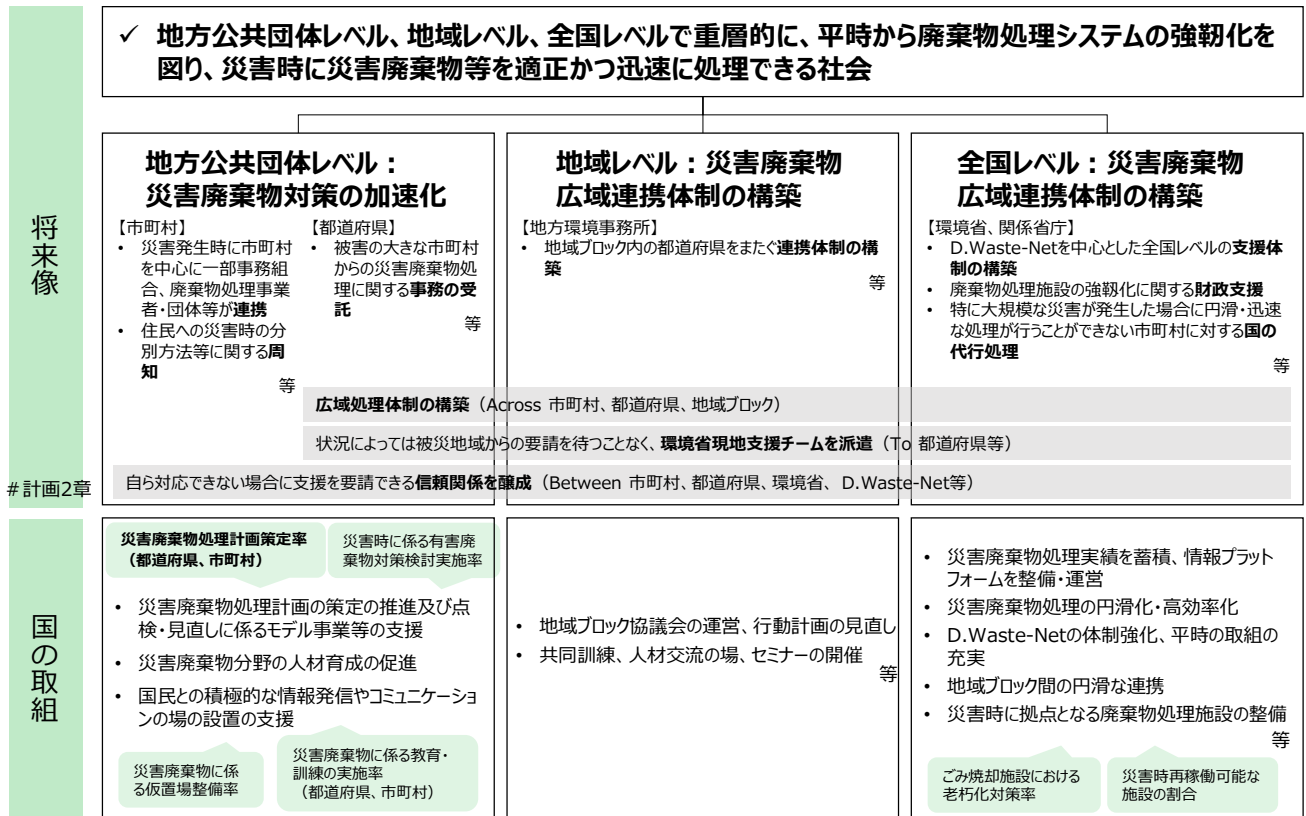 ✓ 地方公共団体レベル、地域レベル、全国レベルで重層的に、平時から廃棄物処理システムの強靭化を
図り、災害時に災害廃棄物等を適正かつ迅速に処理できる社会
将来像
#計画2章
地方公共団体レベル：
災害廃棄物対策の加速化
【市町村】
• 災害発生時に市町村
を中心に一部事務組
合、廃棄物処理事業
者・団体等が連携
• 住民への災害時の分
別方法等に関する周
知
等
【都道府県】
• 被害の大きな市町村
からの災害廃棄物処
理に関する事務の受
託
等
地域レベル：災害廃棄物
広域連携体制の構築
【地方環境事務所】
• 地域ブロック内の都道府県をまたぐ連携体制の構
築
等
全国レベル：災害廃棄物
広域連携体制の構築
【環境省、関係省庁】
• D.Waste-Netを中心とした全国レベルの支援体
制の構築
• 廃棄物処理施設の強靱化に関する財政支援
• 特に大規模な災害が発生した場合に円滑・迅速
な処理が行うことができない市町村に対する国の
代行処理
等
広域処理体制の構築（Across 市町村、都道府県、地域ブロック）
状況によっては被災地域からの要請を待つことなく、環境省現地支援チームを派遣（To 都道府県等）
自ら対応できない場合に支援を要請できる信頼関係を醸成（Between 市町村、都道府県、環境省、 D.Waste-Net等）
国の取組
災害廃棄物処理計画策定率
（都道府県、市町村）
災害時に係る有害廃
棄物対策検討実施率
• 災害廃棄物処理計画の策定の推進及び点
検・見直しに係るモデル事業等の支援
• 災害廃棄物分野の人材育成の促進
• 国民との積極的な情報発信やコミュニケーショ
ンの場の設置の支援
災害廃棄物に係
る仮置場整備率
災害廃棄物に係る教育・
訓練の実施率
（都道府県、市町村）
• 地域ブロック協議会の運営、行動計画の見直し
• 共同訓練、人材交流の場、セミナーの開催
等
• 災害廃棄物処理実績を蓄積、情報プラット
フォームを整備・運営
• 災害廃棄物処理の円滑化・高効率化
• D.Waste-Netの体制強化、平時の取組の
充実
• 地域ブロック間の円滑な連携
• 災害時に拠点となる廃棄物処理施設の整備
等
ごみ焼却施設における
老朽化対策率
災害時再稼働可能な
施設の割合